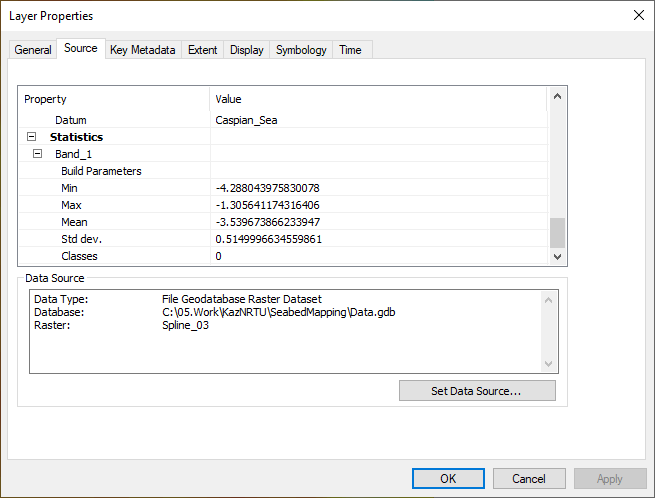 Layer Properties
General Source Key Metadata Extent Display Symbology Time
Property Value
Datum Caspian_Sea
Statistics
Band_1
Build Parameters
Min -4.288043975830078
Max -1.305641174316406
Mean -3.539673866233947
Std dev. 0.5149996634559861
Classes 0
Data Source
Data Type: File Geodatabase Raster Dataset
Database: C:\05.Work\KazNRTU\SeabedMapping\Data.gdb
Raster: Spline_03
Set Data Source...
OK Cancel Apply